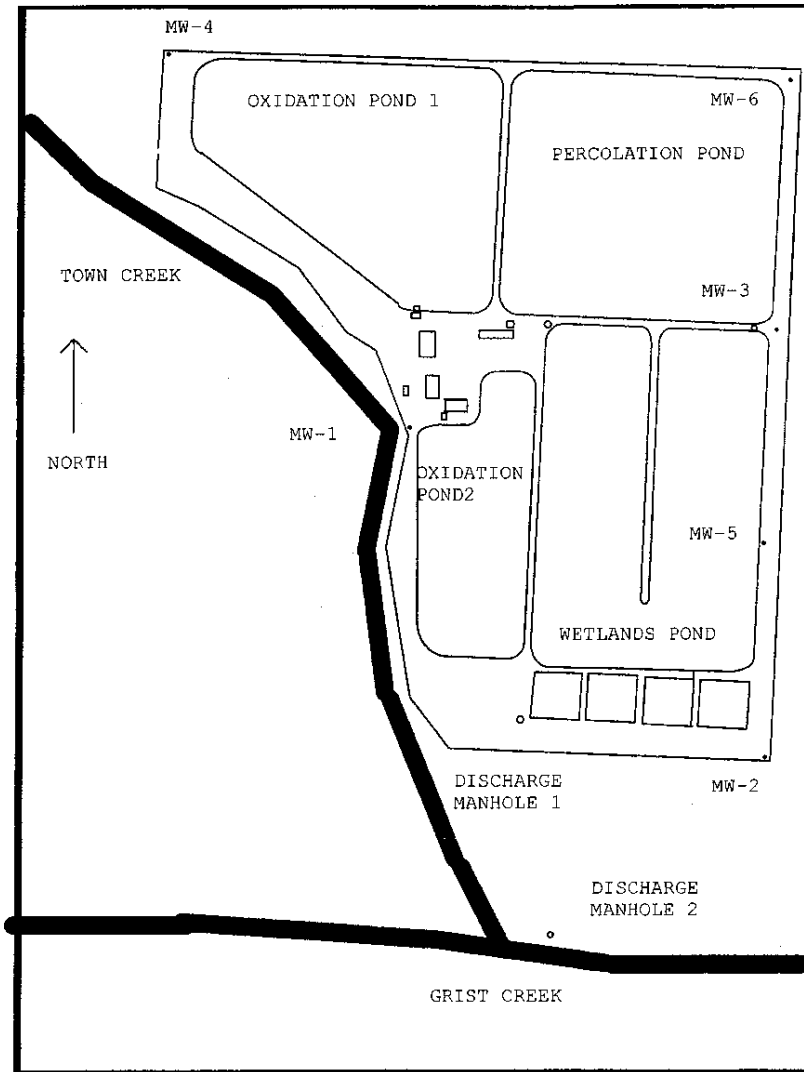 MW-4
OXIDATION POND 1
MW-6
PERCOLATION POND
TOWN CREEK
MW-3
MW-1
NORTH
OXIDATION
POND2
MW-5
WETLANDS POND
DISCHARGE
MANHOLE 1
MW-2
DISCHARGE
MANHOLE 2
GRIST CREEK